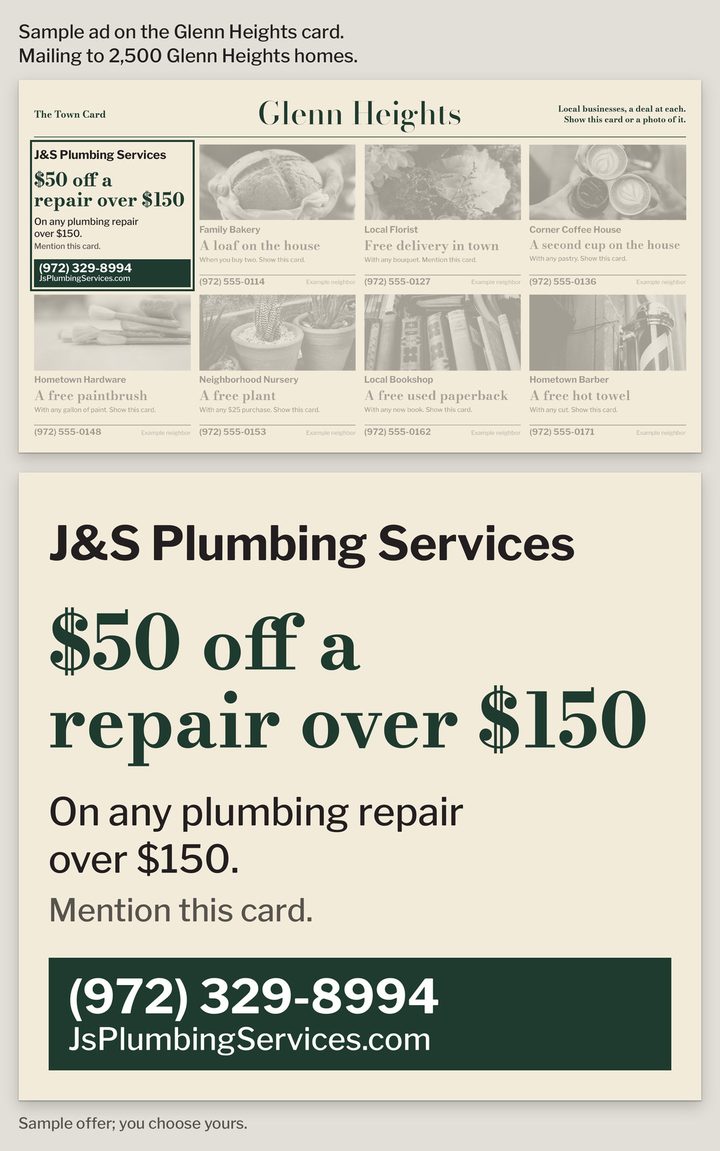 Sample ad on the Glenn Heights card.
Mailing to 2,500 Glenn Heights homes.
The Town Card
Glenn Heights
Local businesses, a deal at each.
Show this card or a photo of it.
J&S Plumbing Services
$50 off a
repair over $150
On any plumbing repair
over $150.
Mention this card.
(972) 329-8994
JsPlumbingServices.com
Family Bakery
A loaf on the house
When you buy two. Show this card.
(972) 555-0114
Example neighbor
Local Florist
Free delivery in town
With any bouquet. Mention this card.
(972) 555-0127
Example neighbor
Corner Coffee House
A second cup on the house
With any pastry. Show this card.
(972) 555-0136
Example neighbor
Hometown Hardware
A free paintbrush
With any gallon of paint. Show this card.
(972) 555-0148
Example neighbor
Neighborhood Nursery
A free plant
With any $25 purchase. Show this card.
(972) 555-0153
Example neighbor
Local Bookshop
A free used paperback
With any new book. Show this card.
(972) 555-0162
Example neighbor
Hometown Barber
A free hot towel
With any cut. Show this card.
(972) 555-0171
Example neighbor
J&S Plumbing Services
$50 off a
repair over $150
On any plumbing repair
over $150.
Mention this card.
(972) 329-8994
JsPlumbingServices.com
Sample offer; you choose yours.